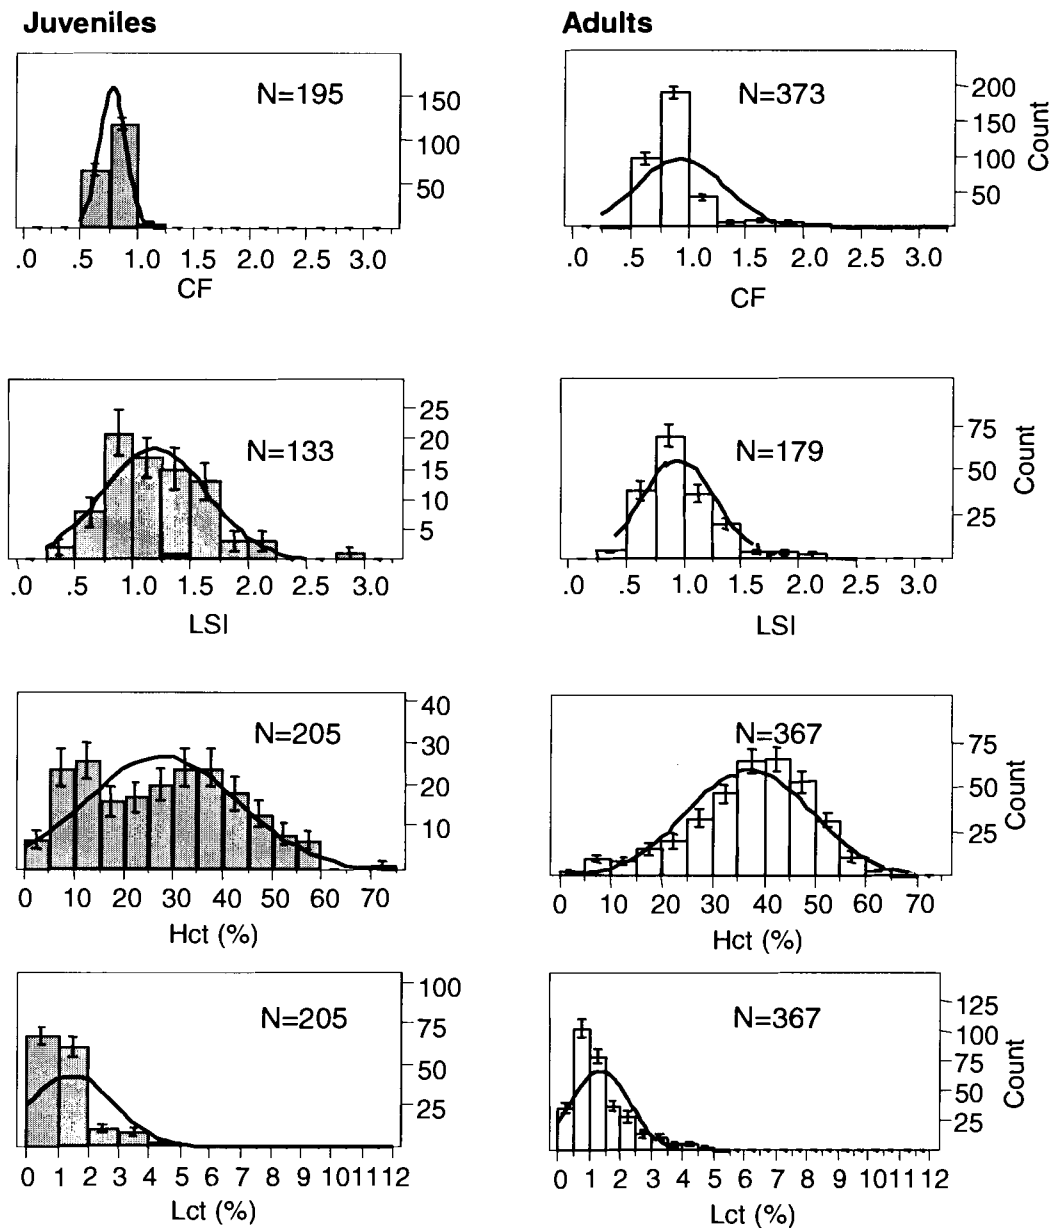 Juveniles
Adults
N=195
150
100
50
.0 .5 1.0 1.5 2.0 2.5 3.0
CF
N=373
200
150
100
50
Count
.0 .5 1.0 1.5 2.0 2.5 3.0
CF
N=133
25
20
15
10
5
.0 .5 1.0 1.5 2.0 2.5 3.0
LSI
N=179
75
50
25
Count
.0 .5 1.0 1.5 2.0 2.5 3.0
LSI
N=205
40
30
20
10
0 10 20 30 40 50 60 70
Hct (%)
N=367
75
50
25
Count
0 10 20 30 40 50 60 70
Hct (%)
N=205
100
75
50
25
0 1 2 3 4 5 6 7 8 9 10 11 12
Lct (%)
N=367
125
100
75
50
25
Count
0 1 2 3 4 5 6 7 8 9 10 11 12
Lct (%)